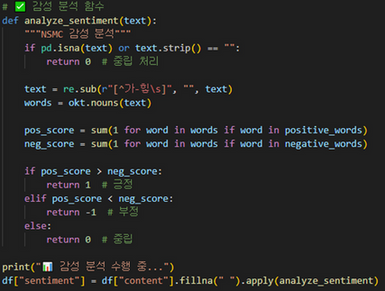 # ✅ 감성 분석 함수
def analyze_sentiment(text):
    """NSMC 감성 분석"""
    if pd.isna(text) or text.strip() == "":
        return 0  # 중립 처리
    text = re.sub(r"[^가-힣\s]", "", text)
    words = okt.nouns(text)
    pos_score = sum(1 for word in words if word in positive_words)
    neg_score = sum(1 for word in words if word in negative_words)
    if pos_score > neg_score:
        return 1  # 긍정
    elif pos_score < neg_score:
        return -1  # 부정
    else:
        return 0  # 중립
print("📊 감성 분석 수행 중...")
df["sentiment"] = df["content"].fillna(" ").apply(analyze_sentiment)